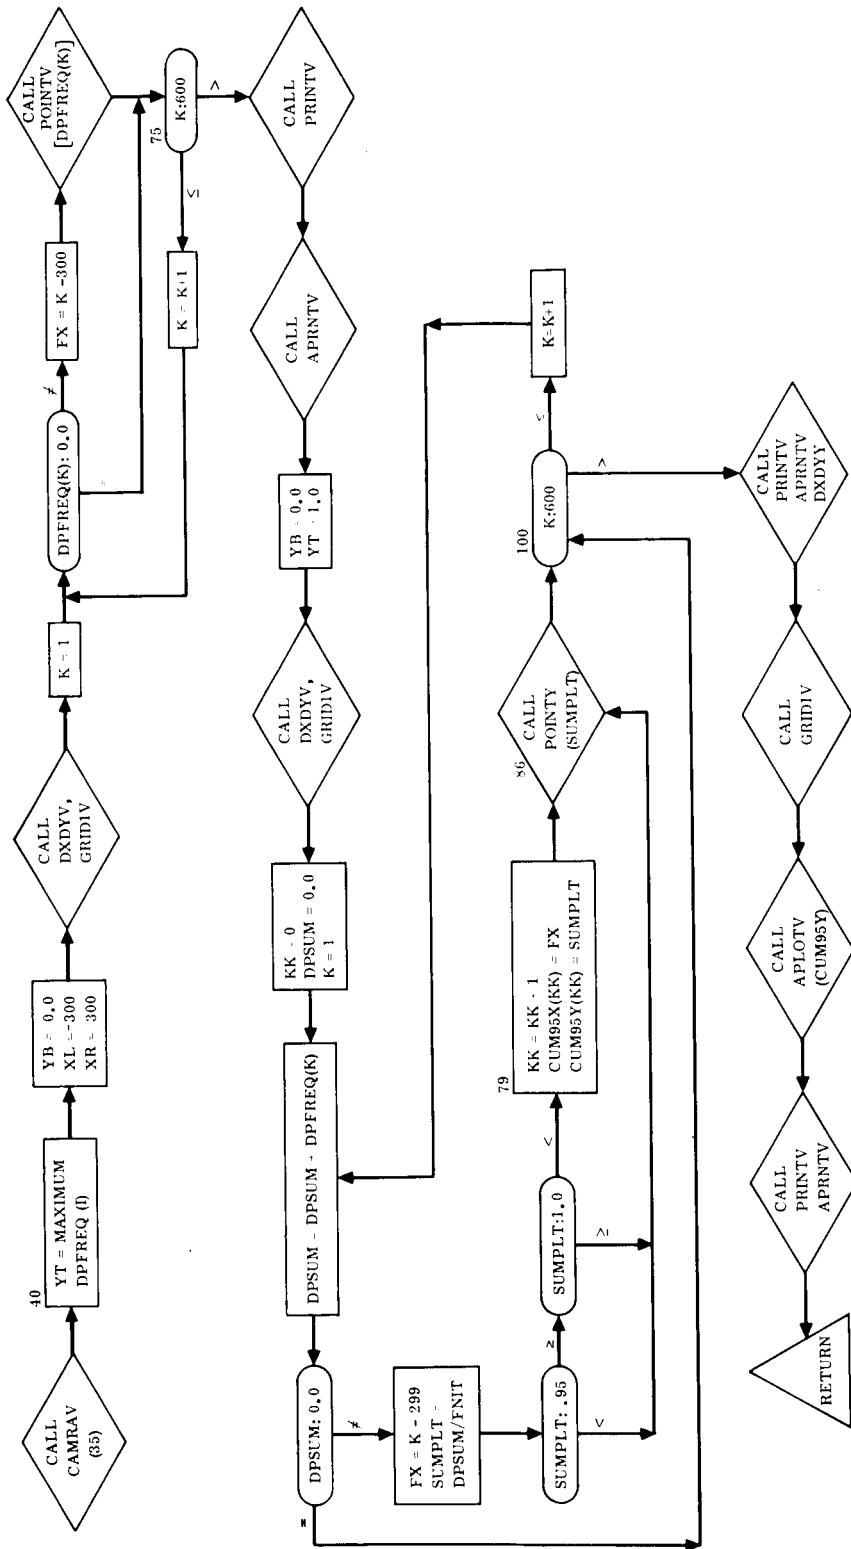 CALL
CAMRAV
(35)
40
YT = MAXIMUM
DPFREQ (I)
YB = 0.0
XL = -300
XR = 300
CALL
DXDYV,
GRID1V
K = 1
DPFREQ(K): 0.0
=
≠
FX = K -300
CALL
POINTV
[DPFREQ(K)]
75
K:600
≤
>
K = K+1
CALL
PRINTV
CALL
APRNTV
YB = 0.0
YT - 1.0
CALL
DXDYV,
GRID1V
KK - 0
DPSUM = 0.0
K = 1
DPSUM - DPSUM + DPFREQ(K)
DPSUM: 0.0
=
≠
FX = K - 299
SUMPLT -
DPSUM/FNIT
SUMPLT: .95
≥
<
SUMPLT:1.0
<
≥
79
KK = KK - 1
CUM95X(KK) = FX
CUM95Y(KK) = SUMPLT
86
CALL
POINTY
(SUMPLT)
100
K:600
≤
>
K=K+1
CALL
PRINTV
APRNTV
DXDYY
CALL
GRID1V
CALL
APLOTV
(CUM95Y)
CALL
PRINTV
APRNTV
RETURN